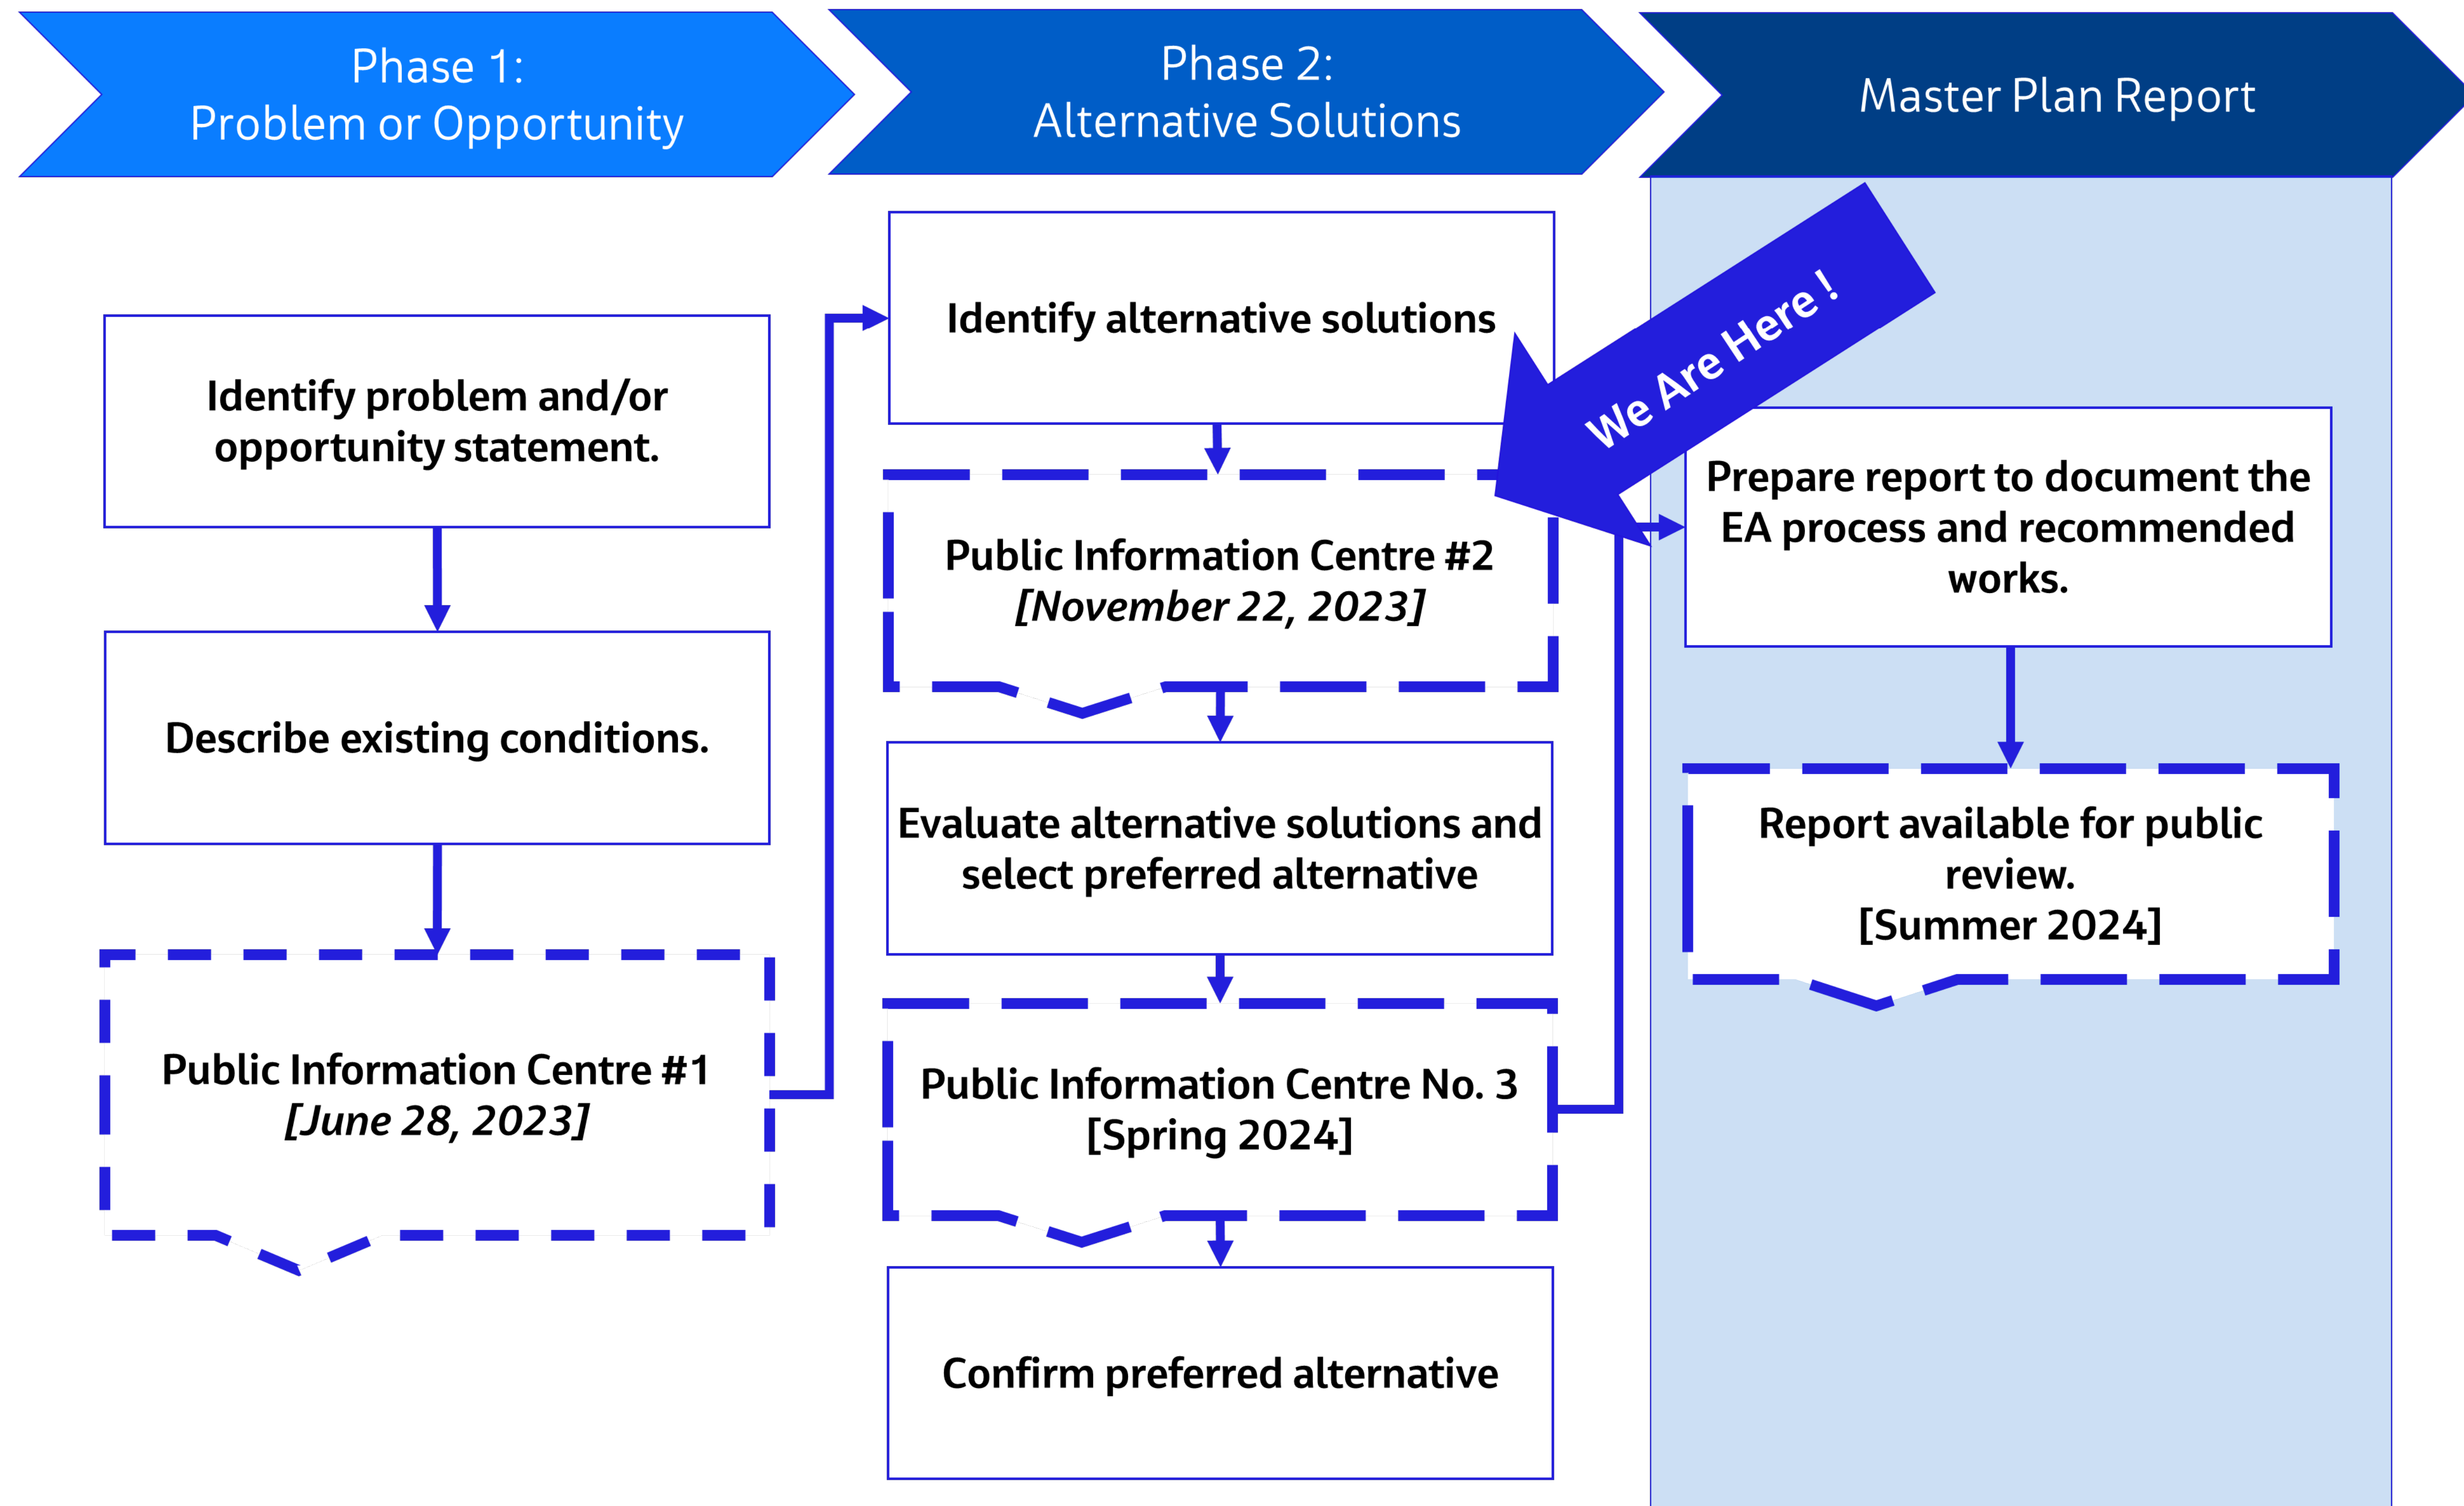 Phase 1:
Problem or Opportunity
Phase 2:
Alternative Solutions
Master Plan Report
Identify problem and/or
opportunity statement.
Describe existing conditions.
Public Information Centre #1
[June 28, 2023]
Identify alternative solutions
Public Information Centre #2
[November 22, 2023]
Evaluate alternative solutions and
select preferred alternative
Public Information Centre No. 3
[Spring 2024]
Confirm preferred alternative
We Are Here !
Prepare report to document the
EA process and recommended
works.
Report available for public
review.
[Summer 2024]